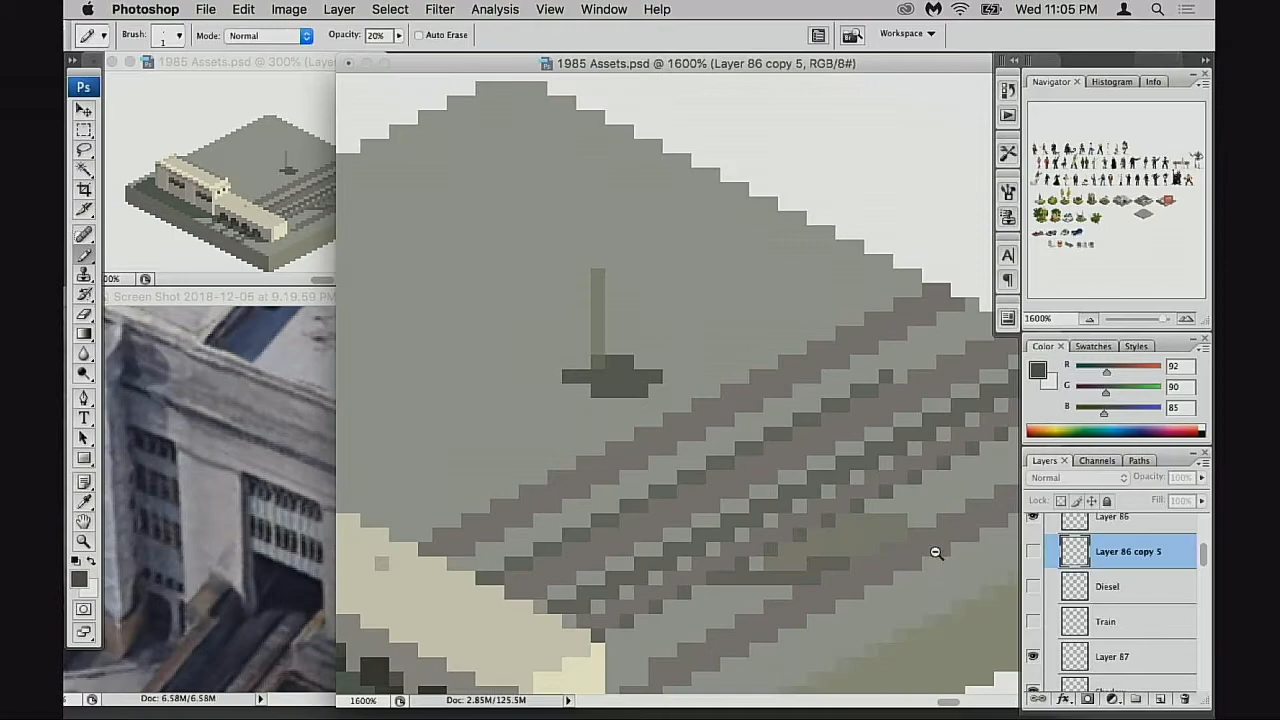 Photoshop File Edit Image Layer Select Filter Analysis View Window Help Wed 11:05 PM
Brush: 1 Mode: Normal Opacity: 20% Auto Erase Workspace
1985 Assets.psd @ 300% (Laye
1985 Assets.psd @ 1600% (Layer 86 copy 5, RGB/8#)
Ps
Navigator Histogram Info
00%
Screen Shot 2018-12-05 at 9.19.59 PM
1600%
Color Swatches Styles
R 92
G 90
B 85
Layers Channels Paths
Normal Opacity: 100%
Lock: Fill: 100%
Layer 86
Layer 86 copy 5
Diesel
Train
Layer 87
Doc: 6.58M/6.58M
1600% Doc: 2.85M/125.5M